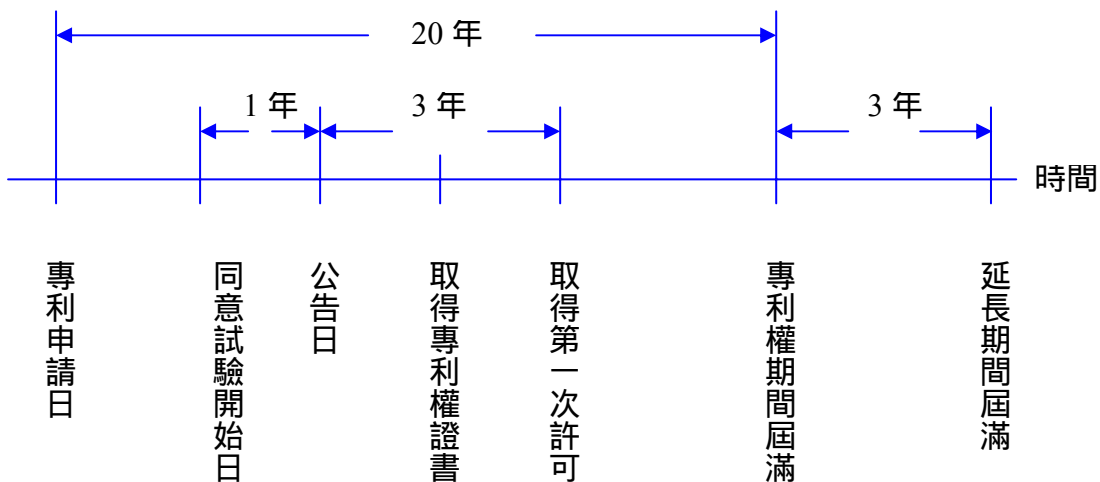 20 年
1 年
3 年
3 年
時間
專利申請日
同意試驗開始日
公告日
取得專利權證書
取得第一次許可
專利權期間屆滿
延長期間屆滿